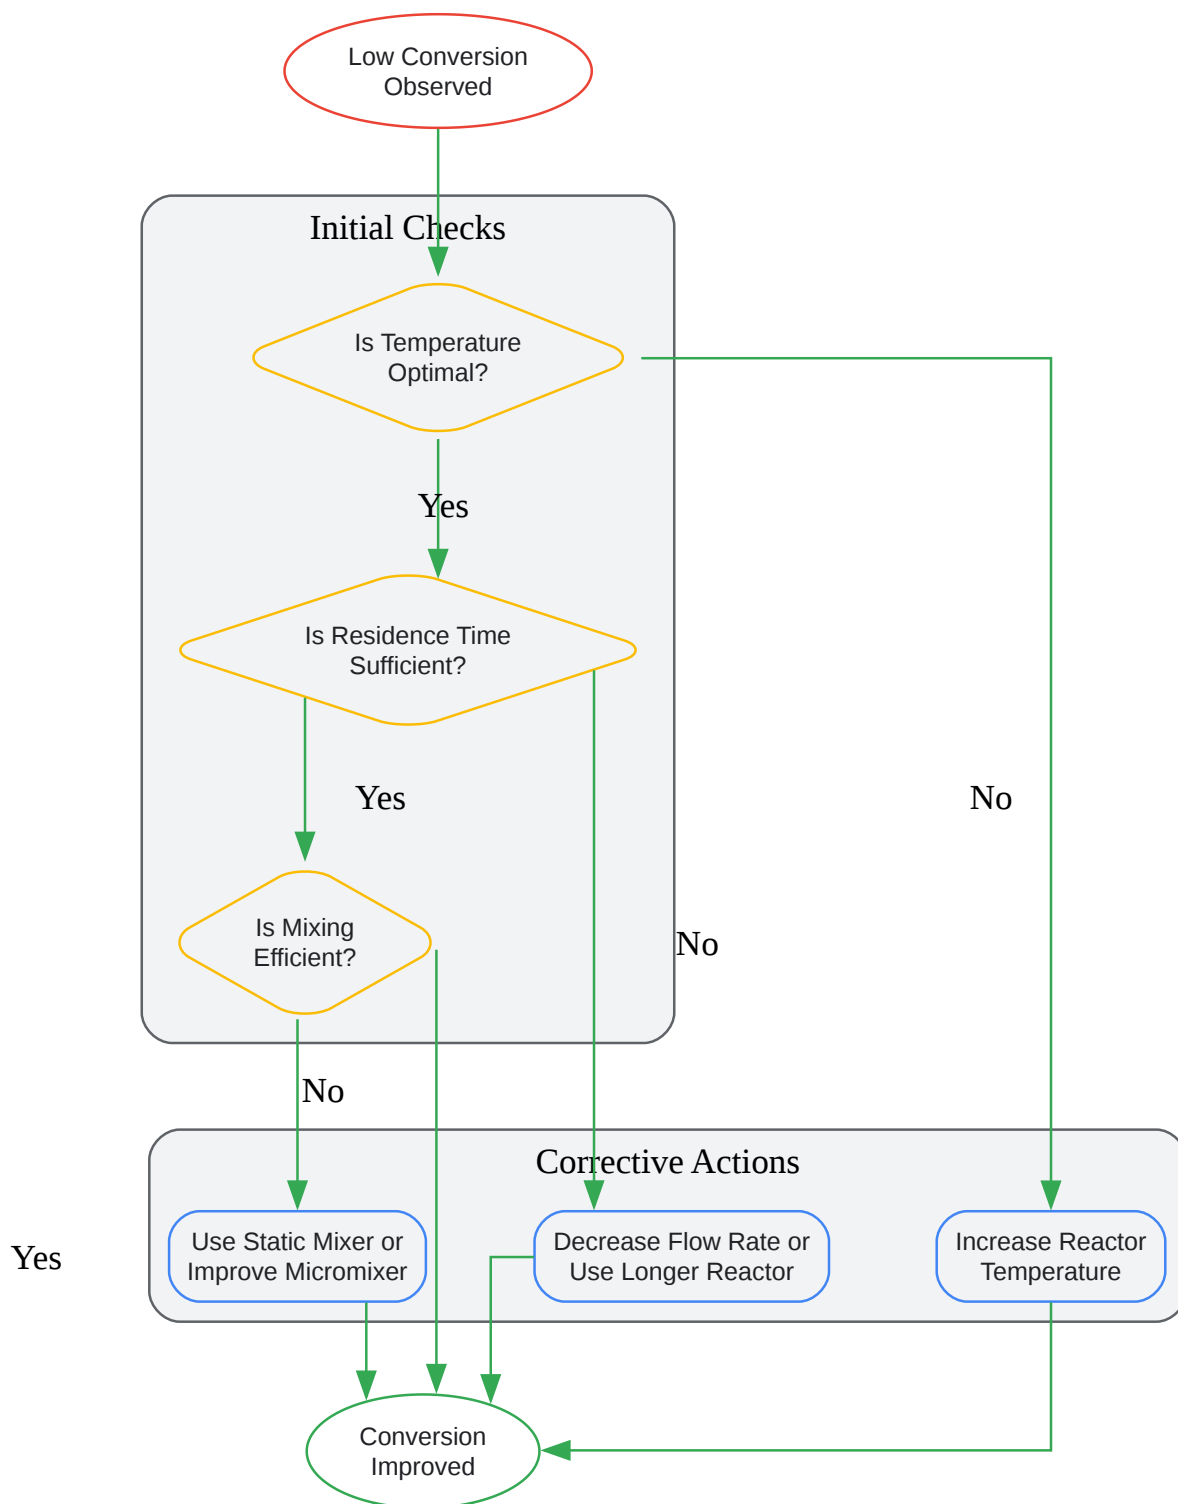 Low Conversion
Observed
Initial Checks
Is Temperature
Optimal?
Yes
Is Residence Time
Sufficient?
Yes
No
Is Mixing
Efficient?
No
No
Corrective Actions
Use Static Mixer or
Improve Micromixer
Decrease Flow Rate or
Use Longer Reactor
Increase Reactor
Temperature
Yes
Conversion
Improved